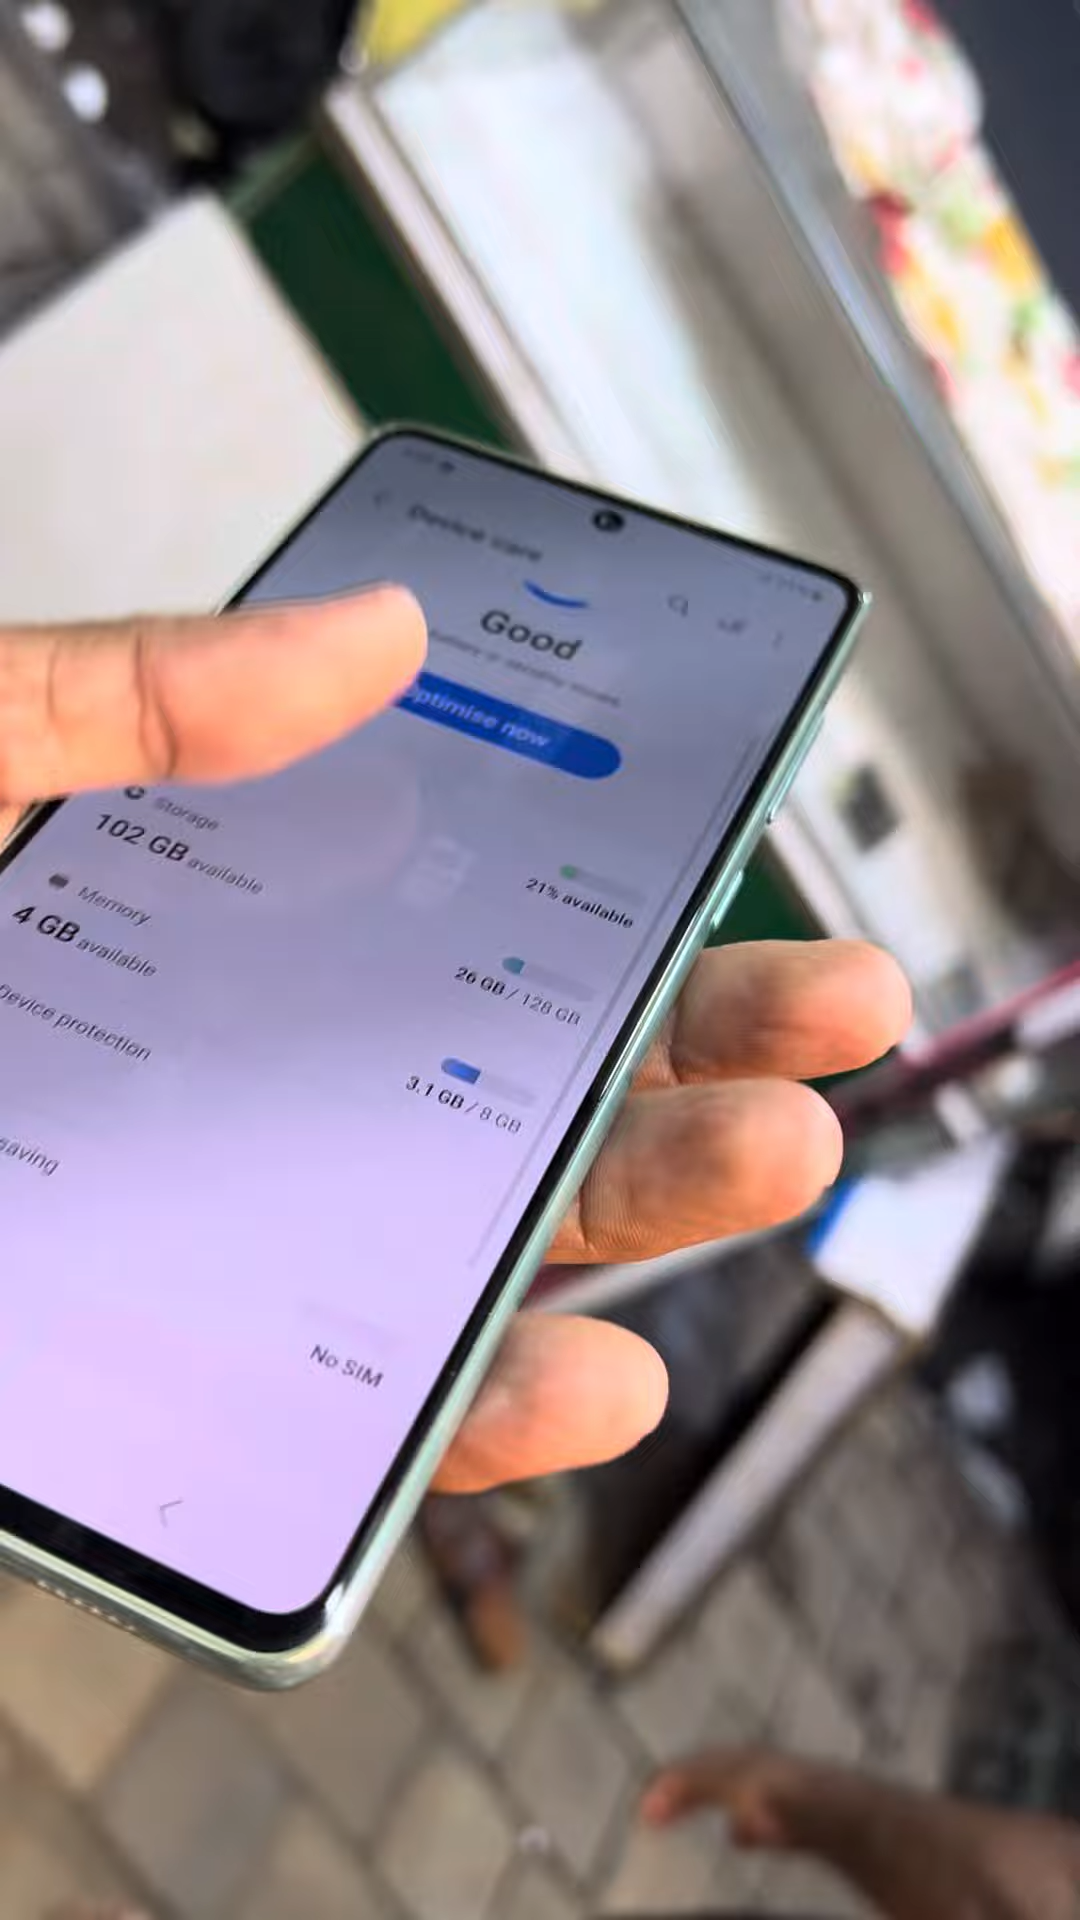 Device care
Good
Optimise now
21% available
Storage
102 GB available
26 GB / 128 GB
Memory
4 GB available
3.1 GB / 8 GB
Device protection
saving
No SIM